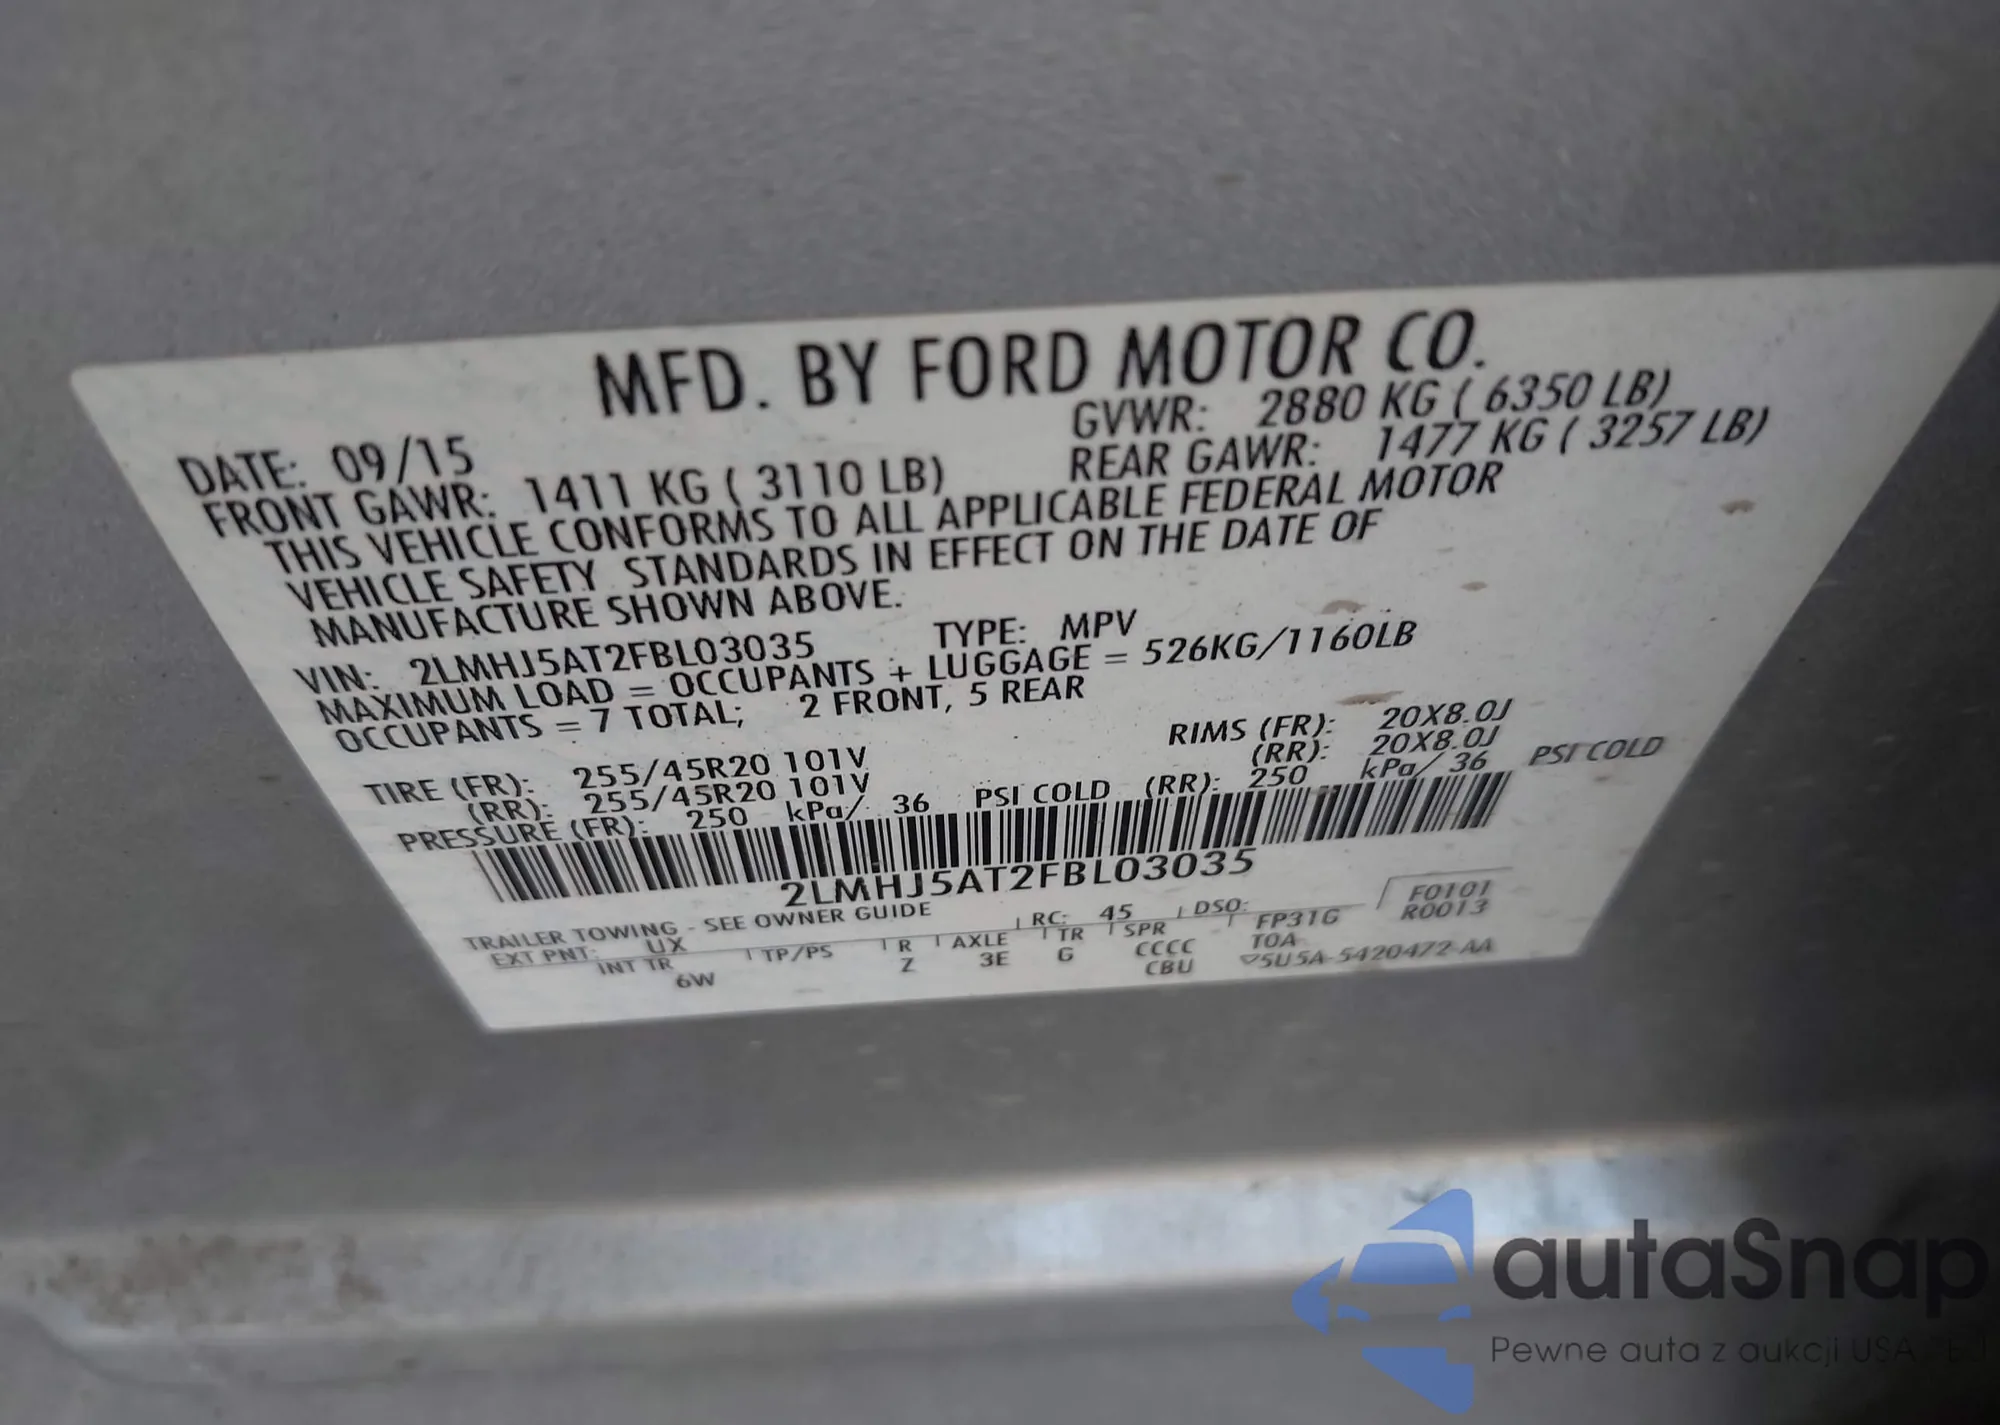 MFD. BY FORD MOTOR CO.
DATE: 09/15 GVWR: 2880 KG ( 6350 LB)
FRONT GAWR: 1411 KG ( 3110 LB) REAR GAWR: 1477 KG ( 3257 LB)
THIS VEHICLE CONFORMS TO ALL APPLICABLE FEDERAL MOTOR
VEHICLE SAFETY STANDARDS IN EFFECT ON THE DATE OF
MANUFACTURE SHOWN ABOVE.
VIN: 2LMHJ5AT2FBL03035 TYPE: MPV
MAXIMUM LOAD = OCCUPANTS + LUGGAGE = 526KG/1160LB
OCCUPANTS = 7 TOTAL; 2 FRONT, 5 REAR
TIRE (FR): 255/45R20 101V RIMS (FR): 20X8.0J
(RR): 255/45R20 101V (RR): 20X8.0J
PRESSURE (FR): 250 kPa/ 36 PSI COLD (RR): 250 kPa/ 36 PSI COLD
2LMHJ5AT2FBL03035
TRAILER TOWING - SEE OWNER GUIDE RC: 45 DSO: F0101
EXT PNT: UX FP31G R0013
INT TR TP/PS R AXLE TR SPR TOA
6W Z 3E G CCCC 5U5A-5420472-AA
CBU
autaSnap
Pewne auta z aukcji USA